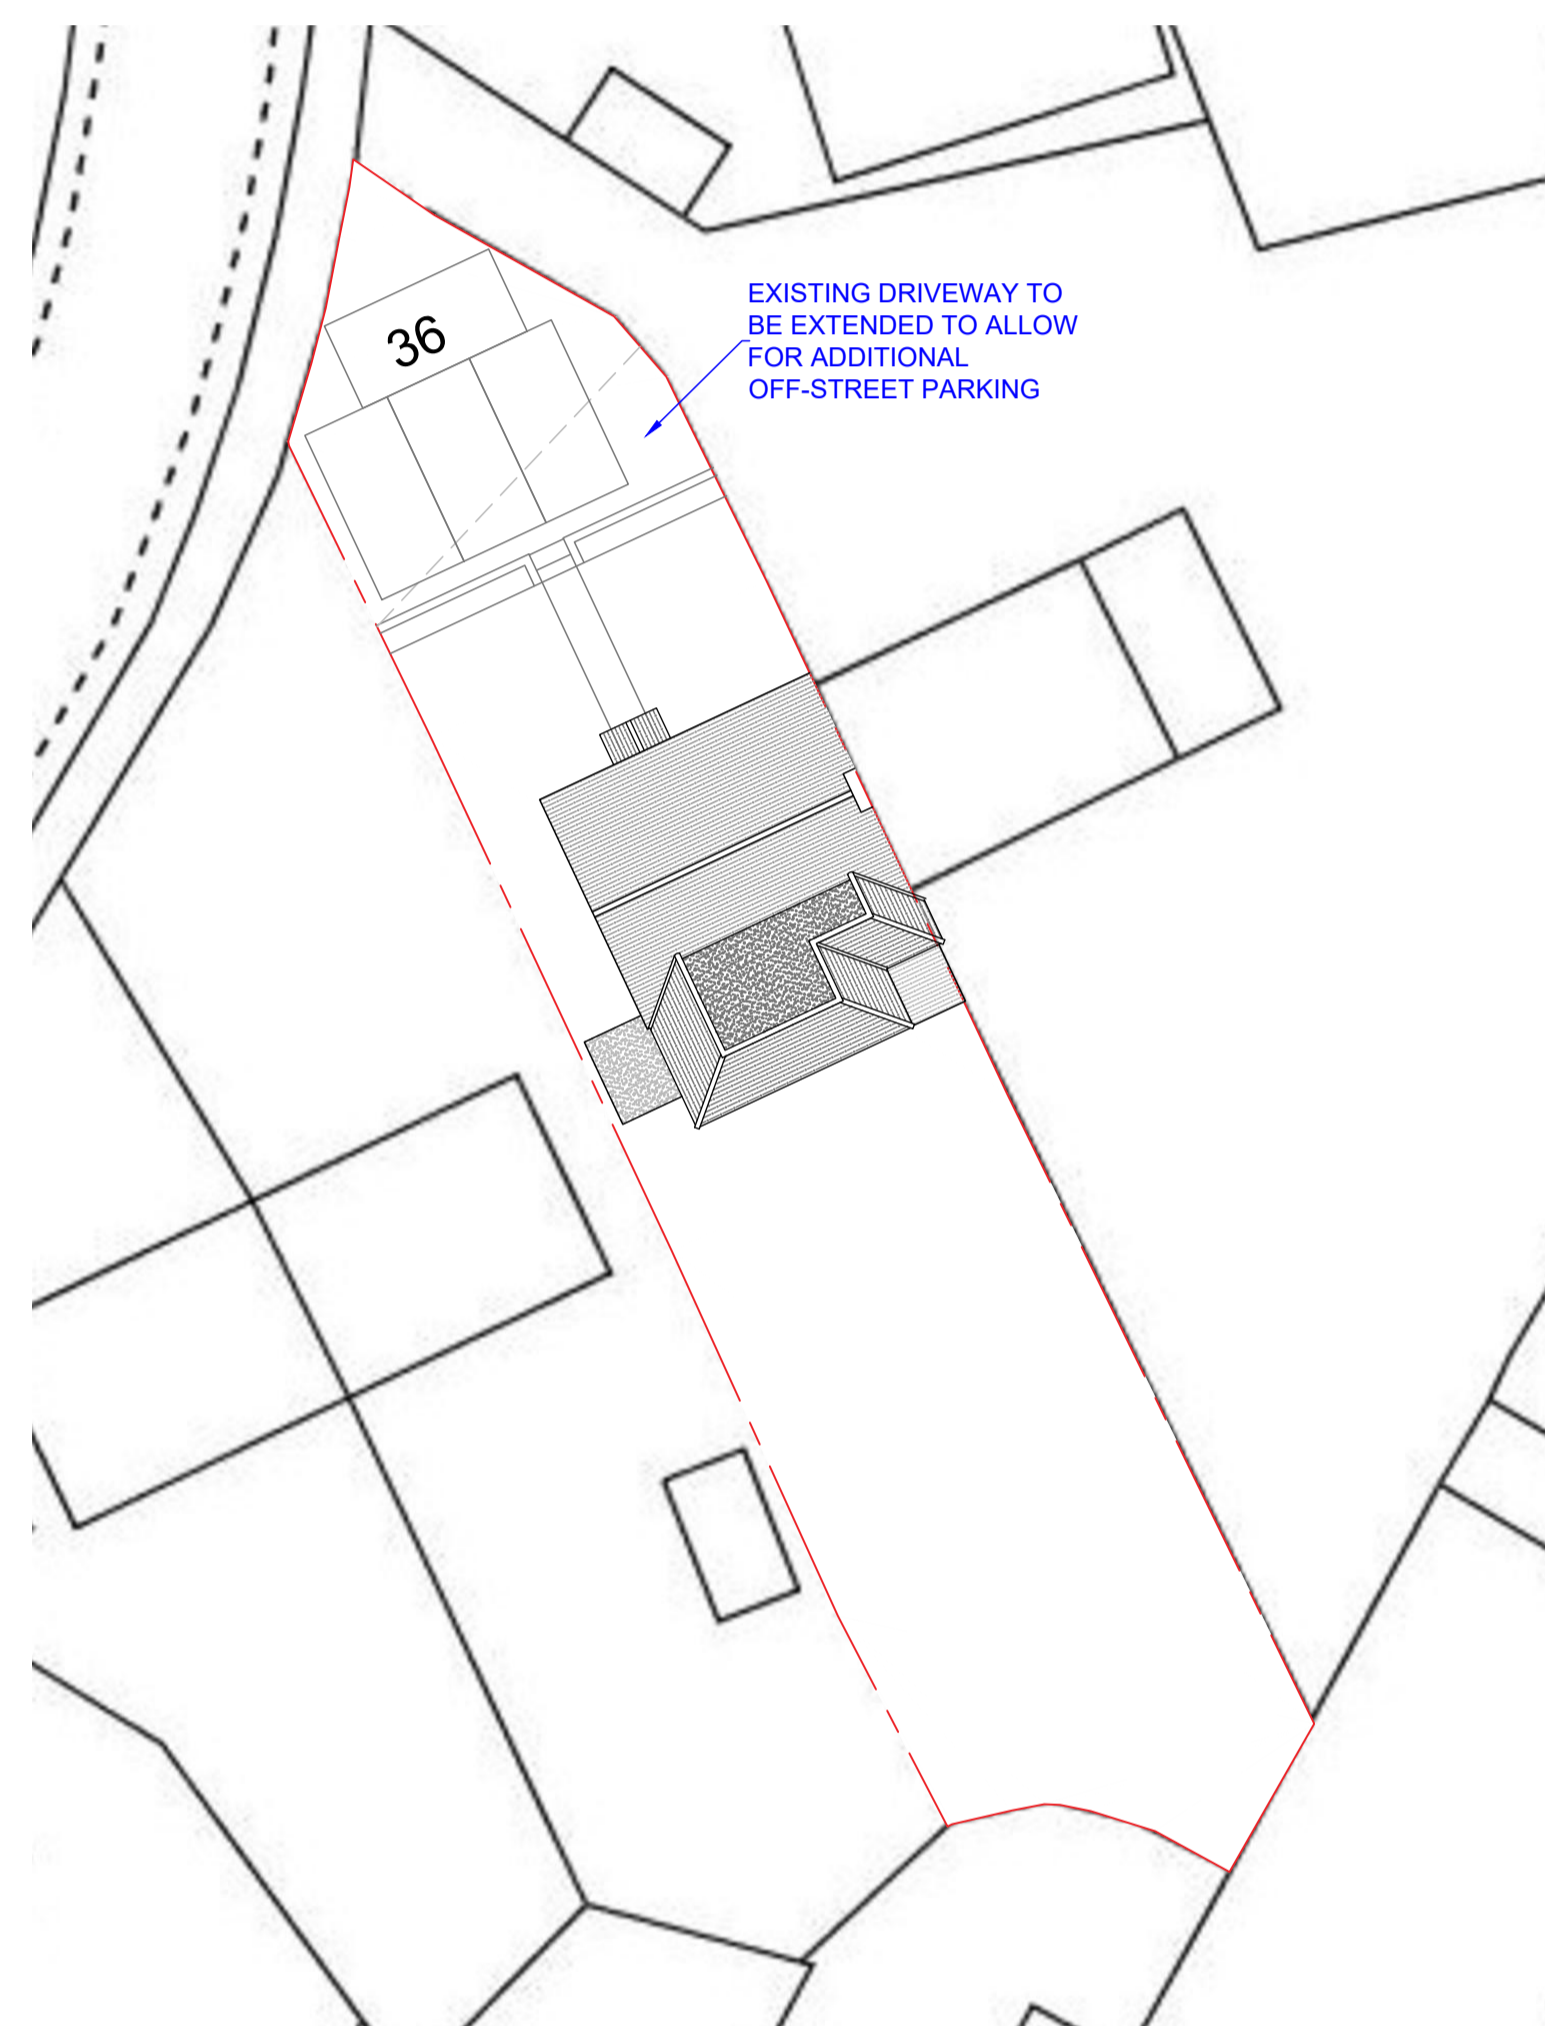 36
EXISTING DRIVEWAY TO
BE EXTENDED TO ALLOW
FOR ADDITIONAL
OFF-STREET PARKING